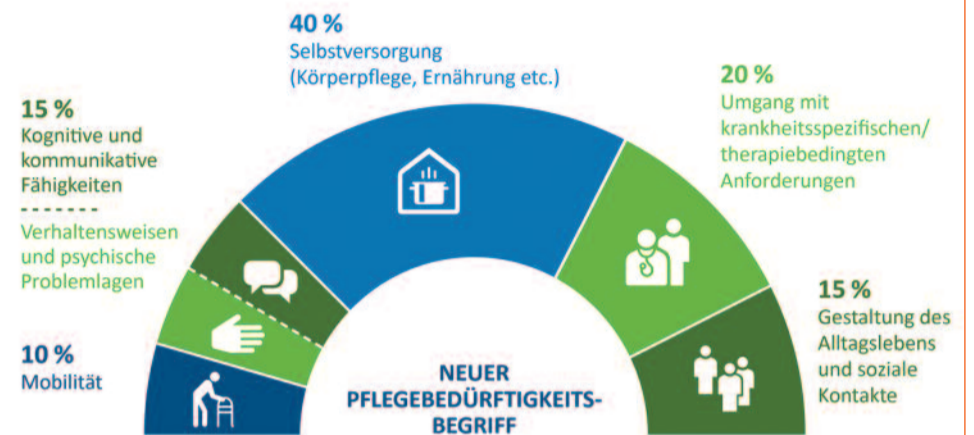 40 %
Selbstversorgung
(Körperpflege, Ernährung etc.)
20 %
Umgang mit
krankheitsspezifischen/
therapiebedingten
Anforderungen
15 %
Kognitive und
kommunikative
Fähigkeiten
Verhaltensweisen
und psychische
Problemlagen
10 %
Mobilität
15 %
Gestaltung des
Alltagslebens
und soziale
Kontakte
NEUER
PFLEGEBEDÜRFTIGKEITS-
BEGRIFF